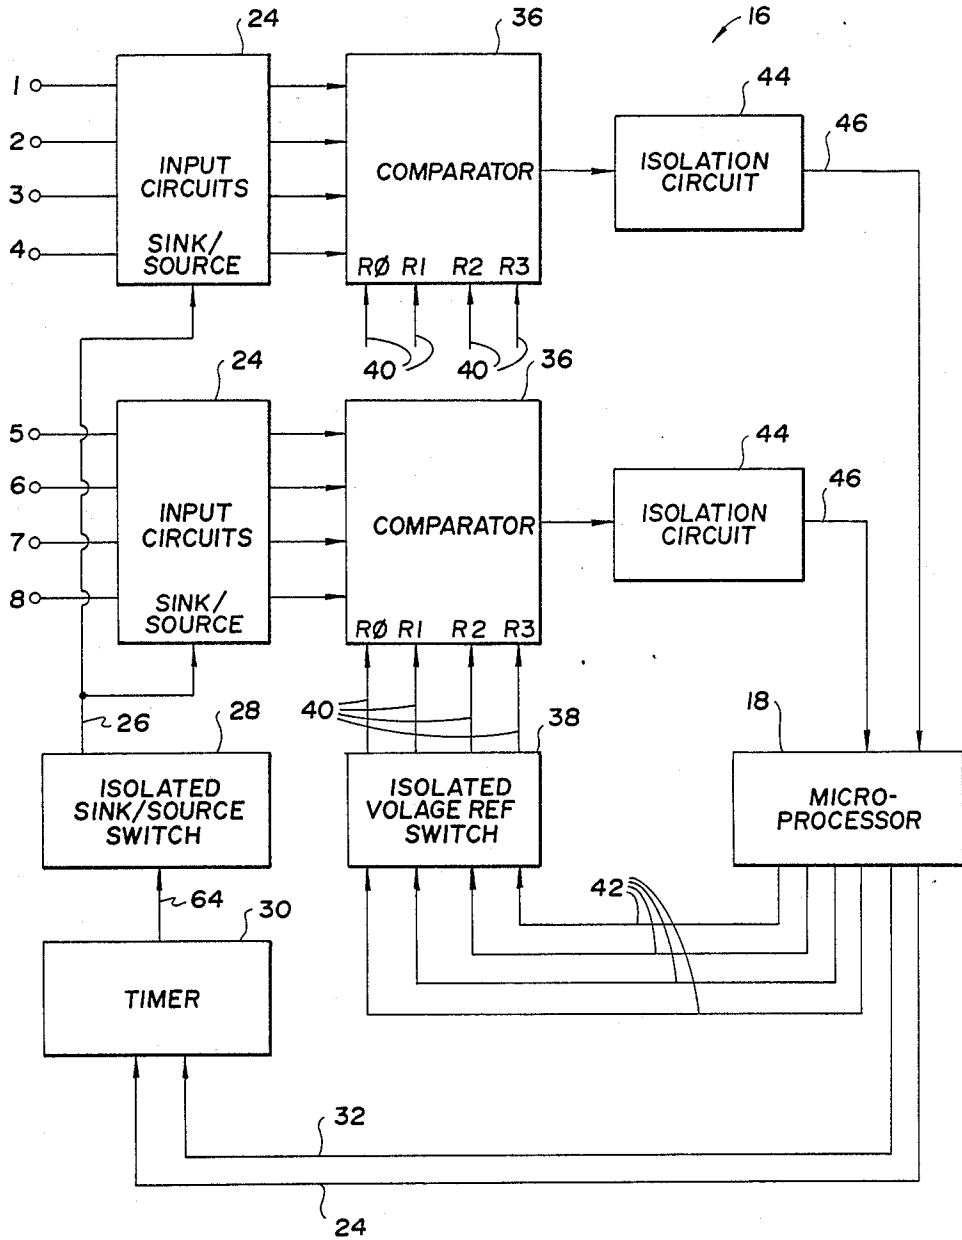 24
36
16
1
2
3
4
INPUT
CIRCUITS
SINK/
SOURCE
COMPARATOR
RØ R1 R2 R3
44
46
ISOLATION
CIRCUIT
40
40
24
36
5
6
7
8
INPUT
CIRCUITS
SINK/
SOURCE
COMPARATOR
RØ R1 R2 R3
44
46
ISOLATION
CIRCUIT
26
28
40
38
18
ISOLATED
SINK/SOURCE
SWITCH
ISOLATED
VOLAGE REF
SWITCH
MICRO-
PROCESSOR
64
30
42
TIMER
32
24